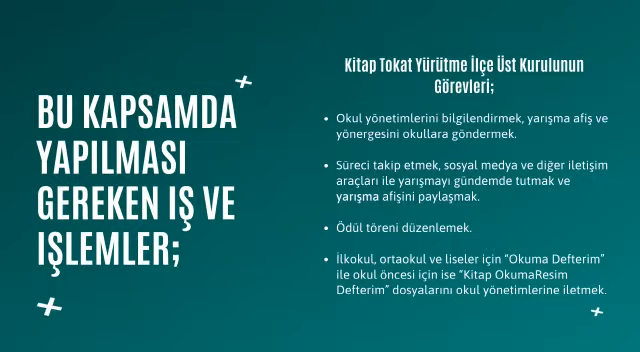 BU KAPSAMDA
YAPILMASI
GEREKEN IŞ VE
IŞLEMLER;
Kitap Tokat Yürütme İlçe Üst Kurulunun
Görevleri;
• Okul yönetimlerini bilgilendirmek, yarışma afiş ve
yönergesini okullara göndermek.
• Süreci takip etmek, sosyal medya ve diğer iletişim
araçları ile yarışmayı gündemde tutmak ve
yarışma afişini paylaşmak.
• Ödül töreni düzenlemek.
• İlkokul, ortaokul ve liseler için “Okuma Defterim”
ile okul öncesi için ise “Kitap OkumaResim
Defterim” dosyalarını okul yönetimlerine iletmek.